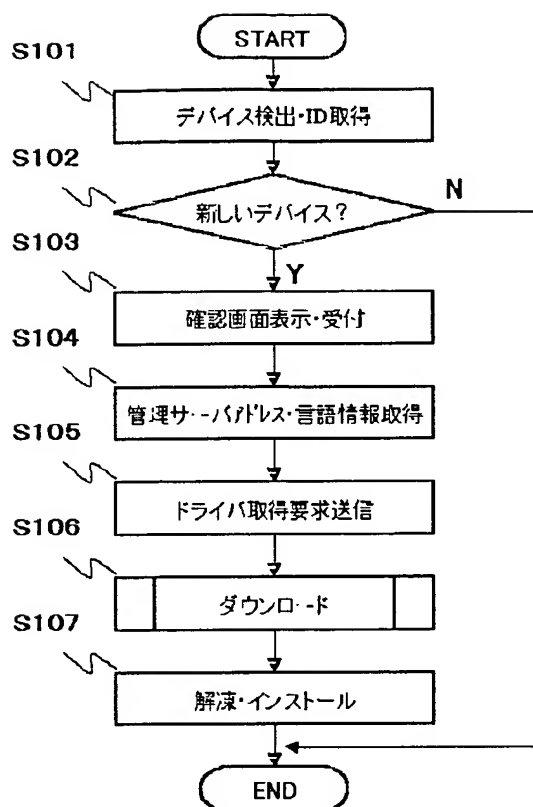 START
S101
デバイス検出・ID取得
S102
新しいデバイス?
N
S103
Y
確認画面表示・受付
S104
管理サーバアドレス・言語情報取得
S105
ドライバ取得要求送信
S106
ダウンロード
S107
解凍・インストール
END